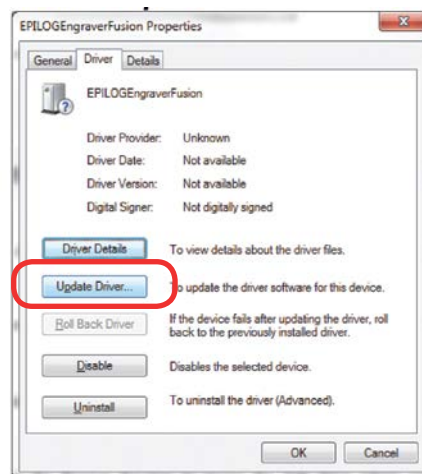 EPILOGEngraverFusion Properties
General Driver Details
EPILOGEngraverFusion
Driver Provider: Unknown
Driver Date: Not available
Driver Version: Not available
Digital Signer: Not digitally signed
Driver Details To view details about the driver files.
Update Driver... To update the driver software for this device.
Roll Back Driver If the device fails after updating the driver, roll
back to the previously installed driver.
Disable Disables the selected device.
Uninstall To uninstall the driver (Advanced).
OK Cancel